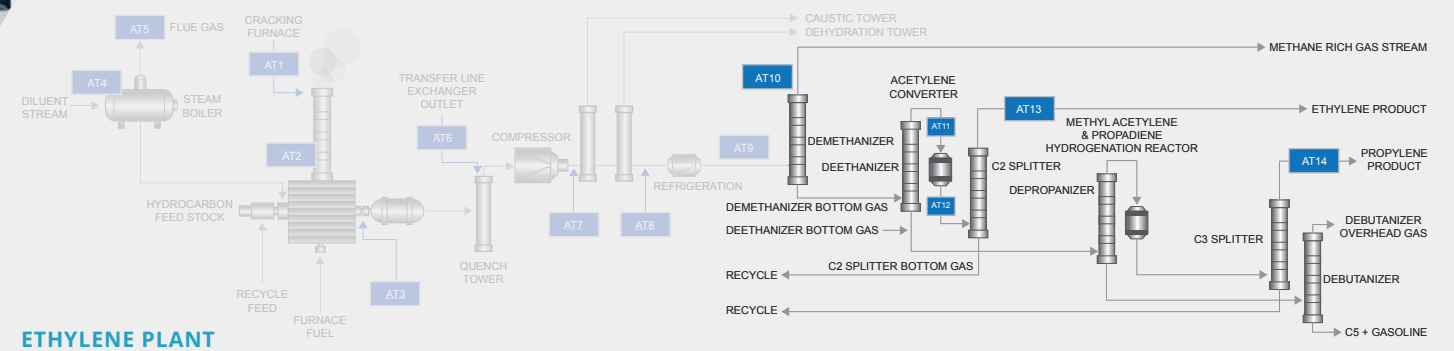 AT5
FLUE GAS
CRACKING
FURNACE
AT1
AT4
DILUENT
STREAM
STEAM
BOILER
TRANSFER LINE
EXCHANGER
OUTLET
AT6
AT2
HYDROCARBON
FEED STOCK
RECYCLE
FEED
FURNACE
FUEL
AT3
QUENCH
TOWER
COMPRESSOR
AT7
AT8
CAUSTIC TOWER
DEHYDRATION TOWER
REFRIGERATION
AT9
AT10
METHANE RICH GAS STREAM
DEMETHANIZER
DEETHANIZER
ACETYLENE
CONVERTER
AT11
AT12
AT13
ETHYLENE PRODUCT
C2 SPLITTER
METHYL ACETYLENE
& PROPADIENE
HYDROGENATION REACTOR
DEPROPANIZER
AT14
PROPYLENE
PRODUCT
DEMETHANIZER BOTTOM GAS
DEETHANIZER BOTTOM GAS
C2 SPLITTER BOTTOM GAS
RECYCLE
RECYCLE
C3 SPLITTER
DEBUTANIZER
OVERHEAD GAS
DEBUTANIZER
C5 + GASOLINE
ETHYLENE PLANT